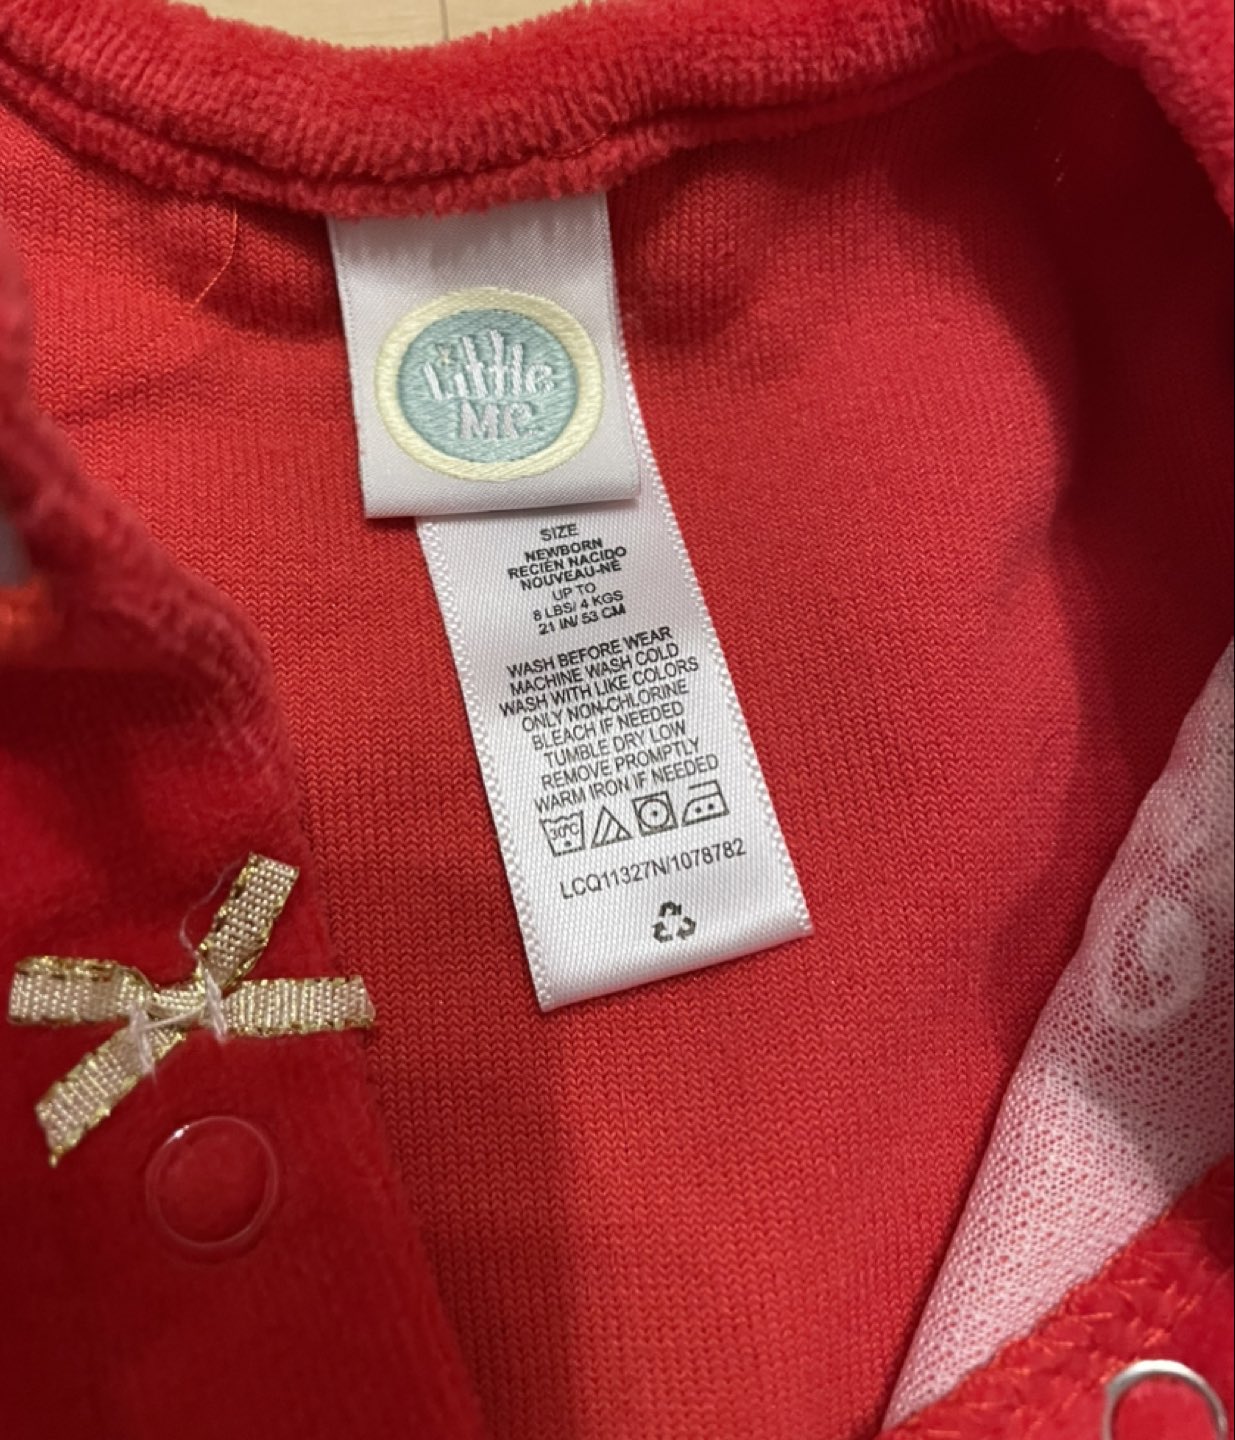 Little
Me.
SIZE
NEWBORN
RECIÉN NACIDO
NOUVEAU-NÉ
UP TO
8 LBS/ 4 KGS
21 IN/ 53 CM
WASH BEFORE WEAR
MACHINE WASH COLD
WASH WITH LIKE COLORS
ONLY NON-CHLORINE
BLEACH IF NEEDED
TUMBLE DRY LOW
REMOVE PROMPTLY
WARM IRON IF NEEDED
30°C
LCQ11327N/1078782